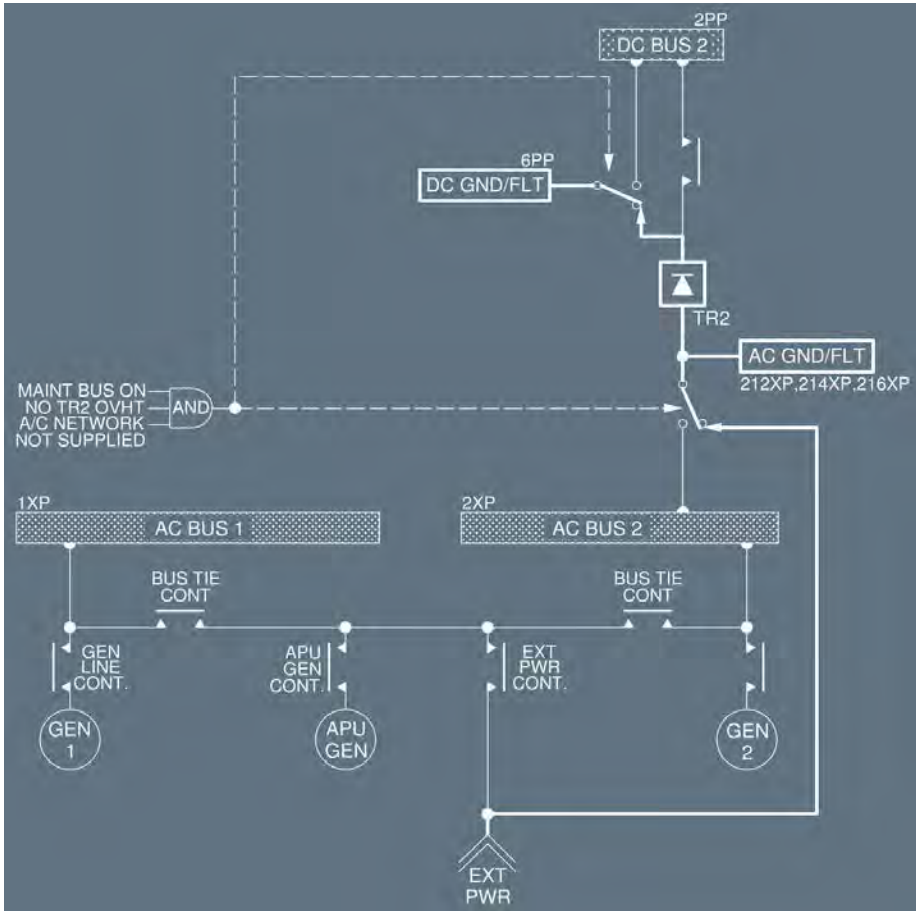 2PP
DC BUS 2
6PP
DC GND/FLT
TR2
AC GND/FLT
212XP,214XP,216XP
MAINT BUS ON
NO TR2 OVHT
A/C NETWORK
NOT SUPPLIED
AND
1XP
AC BUS 1
2XP
AC BUS 2
BUS TIE
CONT
BUS TIE
CONT
GEN
LINE
CONT.
APU
GEN
CONT.
EXT
PWR
CONT.
GEN
1
APU
GEN
GEN
2
EXT
PWR